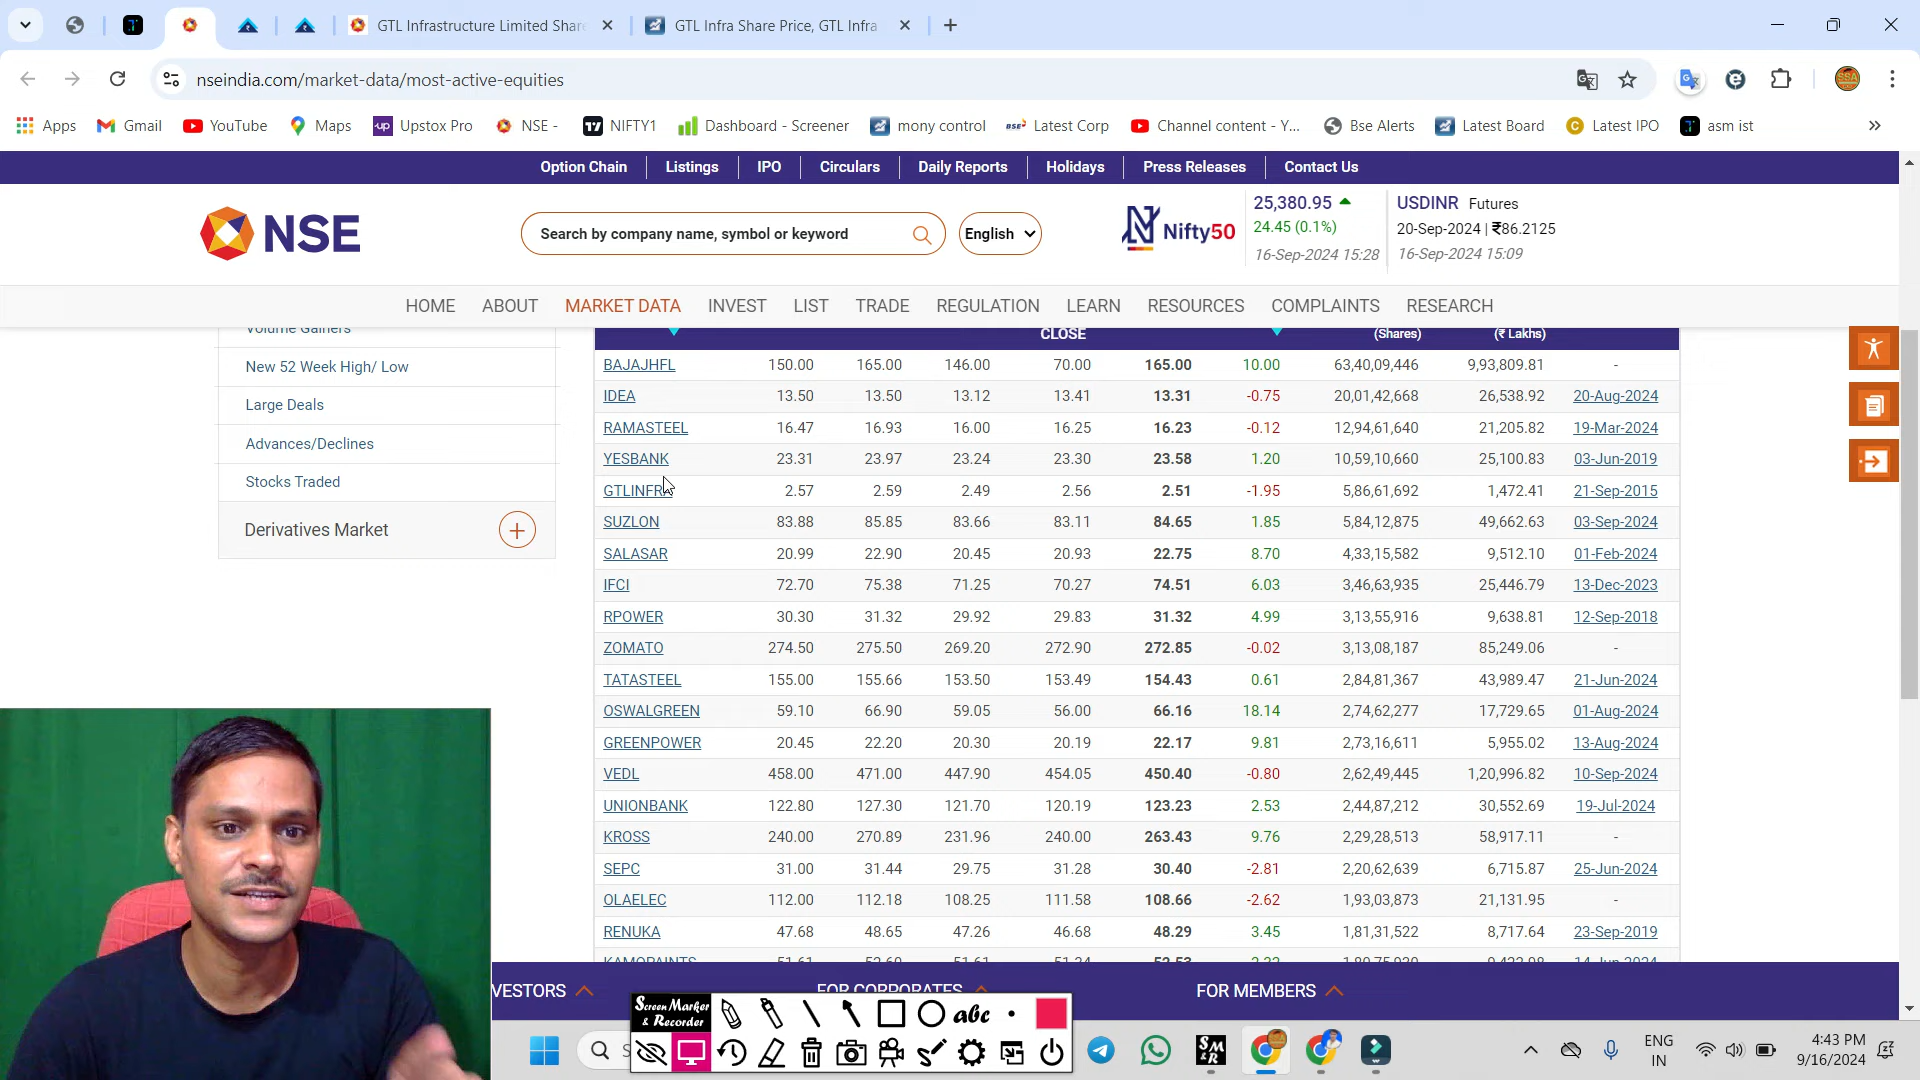 GTL Infrastructure Limited Share
GTL Infra Share Price, GTL Infra
nseindia.com/market-data/most-active-equities
Apps
Gmail
YouTube
Maps
Upstox Pro
NSE -
NIFTY1
Dashboard - Screener
mony control
Latest Corp
Channel content - Y...
Bse Alerts
Latest Board
Latest IPO
asm ist
Option Chain
Listings
IPO
Circulars
Daily Reports
Holidays
Press Releases
Contact Us
NSE
Search by company name, symbol or keyword
English
Nifty50
25,380.95
24.45 (0.1%)
16-Sep-2024 15:28
USDINR Futures
20-Sep-2024 | ₹86.2125
16-Sep-2024 15:09
HOME
ABOUT
MARKET DATA
INVEST
LIST
TRADE
REGULATION
LEARN
RESOURCES
COMPLAINTS
RESEARCH
Volume Gainers
New 52 Week High/ Low
Large Deals
Advances/Declines
Stocks Traded
Derivatives Market
CLOSE (Shares) (₹ Lakhs)
BAJAJHFL 150.00 165.00 146.00 70.00 165.00 10.00 63,40,09,446 9,93,809.81 -
IDEA 13.50 13.50 13.12 13.41 13.31 -0.75 20,01,42,668 26,538.92 20-Aug-2024
RAMASTEEL 16.47 16.93 16.00 16.25 16.23 -0.12 12,94,61,640 21,205.82 19-Mar-2024
YESBANK 23.31 23.97 23.24 23.30 23.58 1.20 10,59,10,660 25,100.83 03-Jun-2019
GTLINFRA 2.57 2.59 2.49 2.56 2.51 -1.95 5,86,61,692 1,472.41 21-Sep-2015
SUZLON 83.88 85.85 83.66 83.11 84.65 1.85 5,84,12,875 49,662.63 03-Sep-2024
SALASAR 20.99 22.90 20.45 20.93 22.75 8.70 4,33,15,582 9,512.10 01-Feb-2024
IFCI 72.70 75.38 71.25 70.27 74.51 6.03 3,46,63,935 25,446.79 13-Dec-2023
RPOWER 30.30 31.32 29.92 29.83 31.32 4.99 3,13,55,916 9,638.81 12-Sep-2018
ZOMATO 274.50 275.50 269.20 272.90 272.85 -0.02 3,13,08,187 85,249.06 -
TATASTEEL 155.00 155.66 153.50 153.49 154.43 0.61 2,84,81,367 43,989.47 21-Jun-2024
OSWALGREEN 59.10 66.90 59.05 56.00 66.16 18.14 2,74,62,277 17,729.65 01-Aug-2024
GREENPOWER 20.45 22.20 20.30 20.19 22.17 9.81 2,73,16,611 5,955.02 13-Aug-2024
VEDL 458.00 471.00 447.90 454.05 450.40 -0.80 2,62,49,445 1,20,996.82 10-Sep-2024
UNIONBANK 122.80 127.30 121.70 120.19 123.23 2.53 2,44,87,212 30,552.69 19-Jul-2024
KROSS 240.00 270.89 231.96 240.00 263.43 9.76 2,29,28,513 58,917.11 -
SEPC 31.00 31.44 29.75 31.28 30.40 -2.81 2,20,62,639 6,715.87 25-Jun-2024
OLAELEC 112.00 112.18 108.25 111.58 108.66 -2.62 1,93,03,873 21,131.95 -
RENUKA 47.68 48.65 47.26 46.68 48.29 3.45 1,81,31,522 8,717.64 23-Sep-2019
VESTORS
FOR CORPORATES
FOR MEMBERS
Screen Marker
& Recorder
abc
S
ENG
IN
4:43 PM
9/16/2024